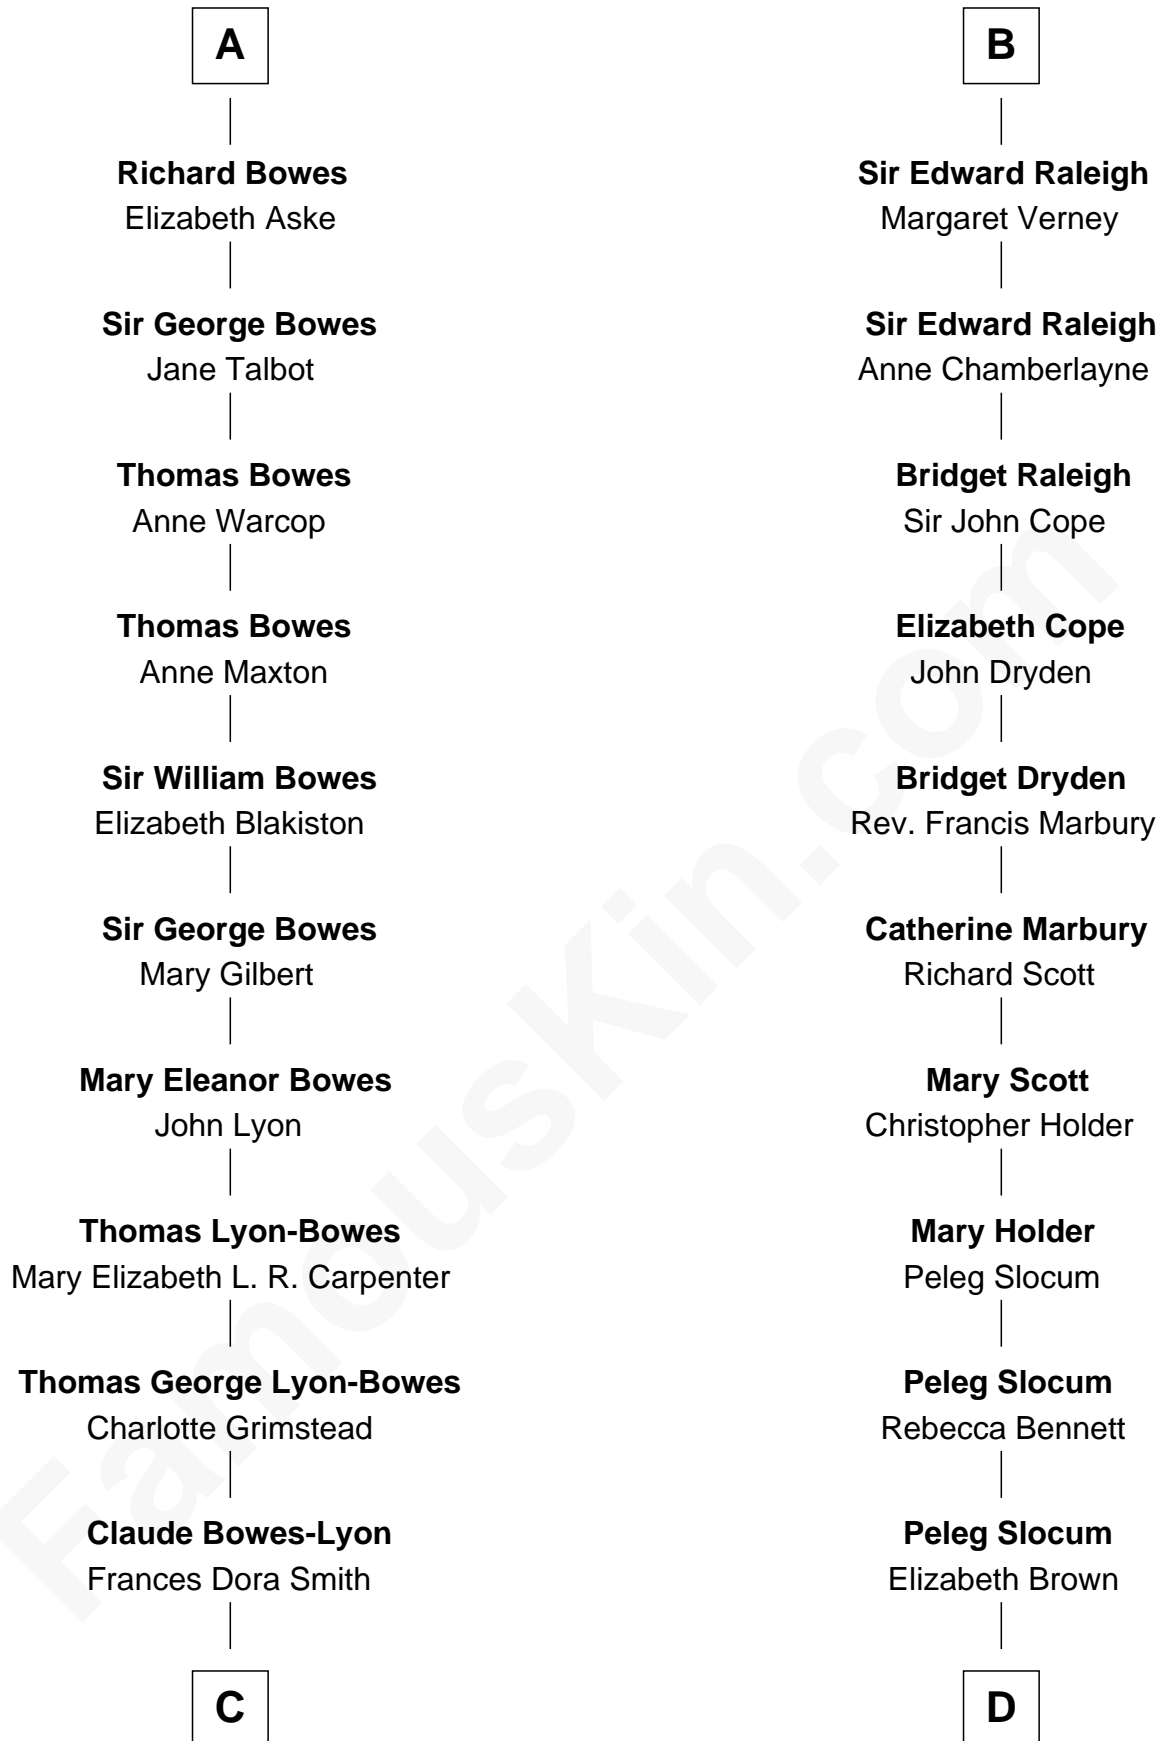 A
Richard Bowes
Elizabeth Aske
Sir George Bowes
Jane Talbot
Thomas Bowes
Anne Warcop
Thomas Bowes
Anne Maxton
Sir William Bowes
Elizabeth Blakiston
Sir George Bowes
Mary Gilbert
Mary Eleanor Bowes
John Lyon
Thomas Lyon-Bowes
Mary Elizabeth L. R. Carpenter
Thomas George Lyon-Bowes
Charlotte Grimstead
Claude Bowes-Lyon
Frances Dora Smith
C
B
Sir Edward Raleigh
Margaret Verney
Sir Edward Raleigh
Anne Chamberlayne
Bridget Raleigh
Sir John Cope
Elizabeth Cope
John Dryden
Bridget Dryden
Rev. Francis Marbury
Catherine Marbury
Richard Scott
Mary Scott
Christopher Holder
Mary Holder
Peleg Slocum
Peleg Slocum
Rebecca Bennett
Peleg Slocum
Elizabeth Brown
D
FamousKin.com